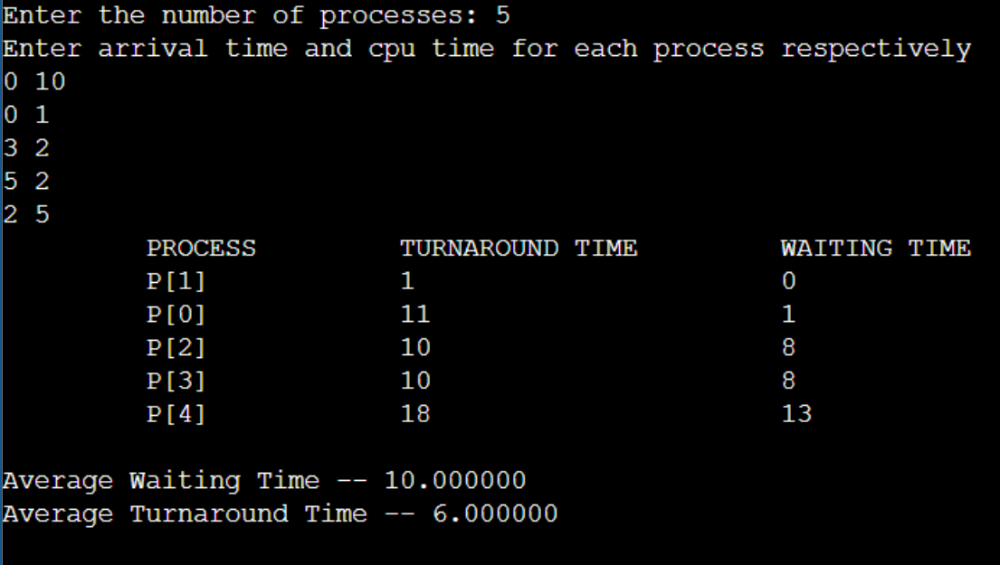 Enter the number of processes: 5
Enter arrival time and cpu time for each process respectively
0 10
0 1
3 2
5 2
2 5
PROCESS TURNAROUND TIME WAITING TIME
P[1] 1 0
P[0] 11 1
P[2] 10 8
P[3] 10 8
P[4] 18 13
Average Waiting Time -- 10.000000
Average Turnaround Time -- 6.000000